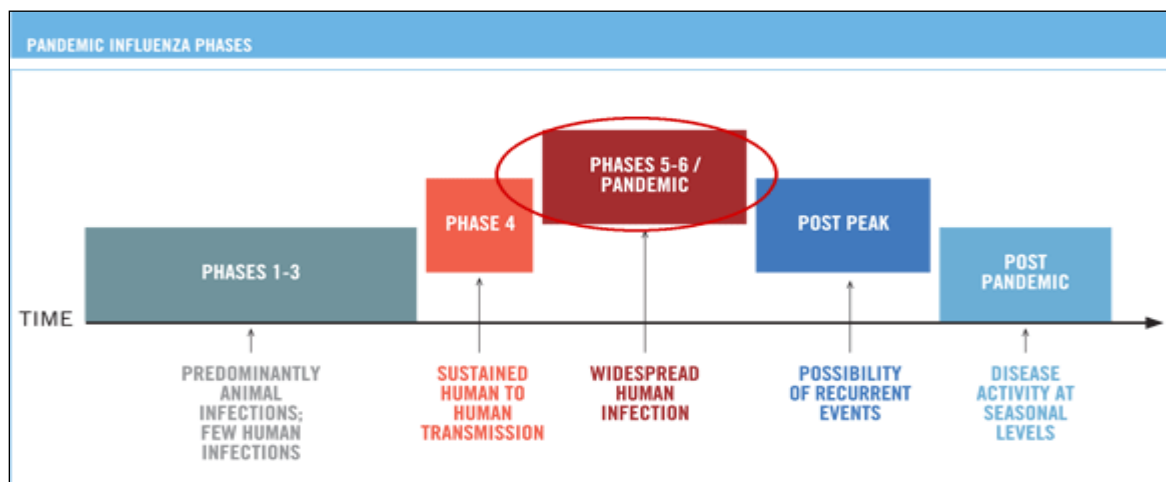 PANDEMIC INFLUENZA PHASES
PHASES 5-6 /
PANDEMIC
PHASE 4
POST PEAK
PHASES 1-3
POST
PANDEMIC
TIME
PREDOMINANTLY
ANIMAL
INFECTIONS;
FEW HUMAN
INFECTIONS
SUSTAINED
HUMAN TO
HUMAN
TRANSMISSION
WIDESPREAD
HUMAN
INFECTION
POSSIBILITY
OF RECURRENT
EVENTS
DISEASE
ACTIVITY AT
SEASONAL
LEVELS